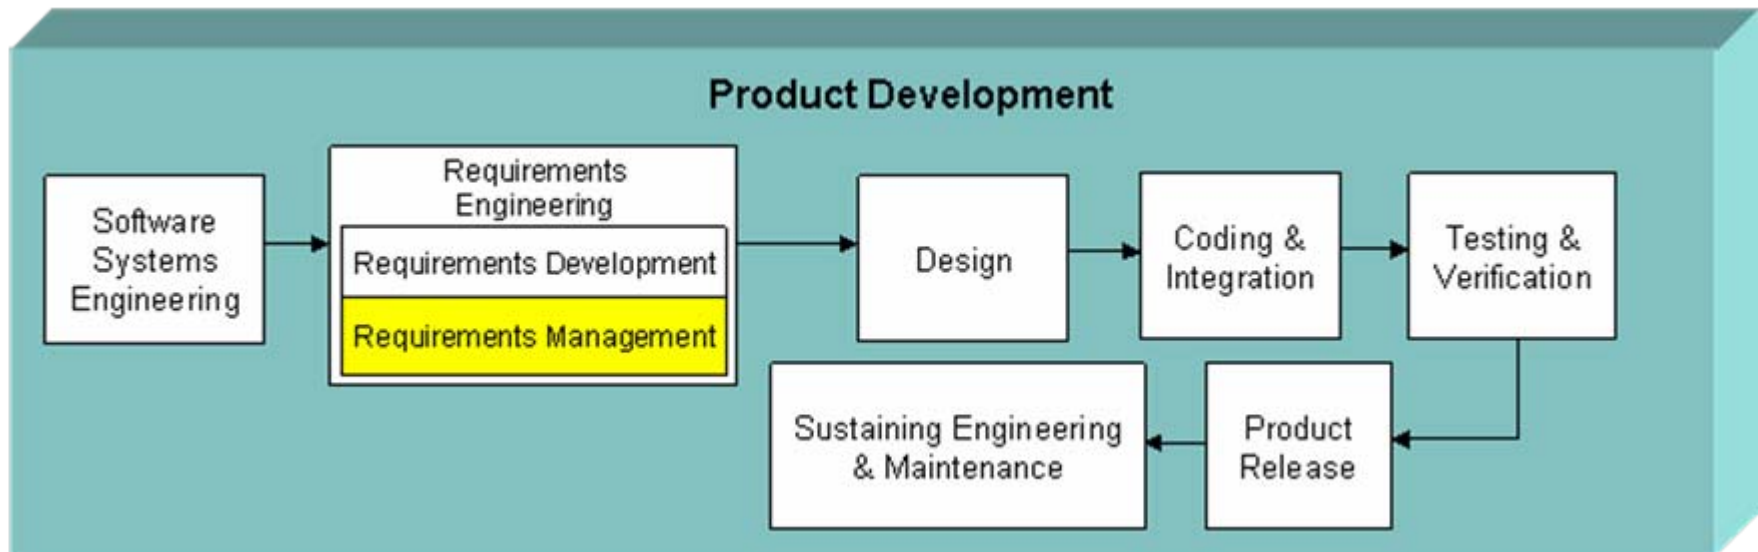 Product Development
Software
Systems
Engineering
Requirements
Engineering
Requirements Development
Requirements Management
Design
Coding &
Integration
Testing &
Verification
Product
Release
Sustaining Engineering
& Maintenance